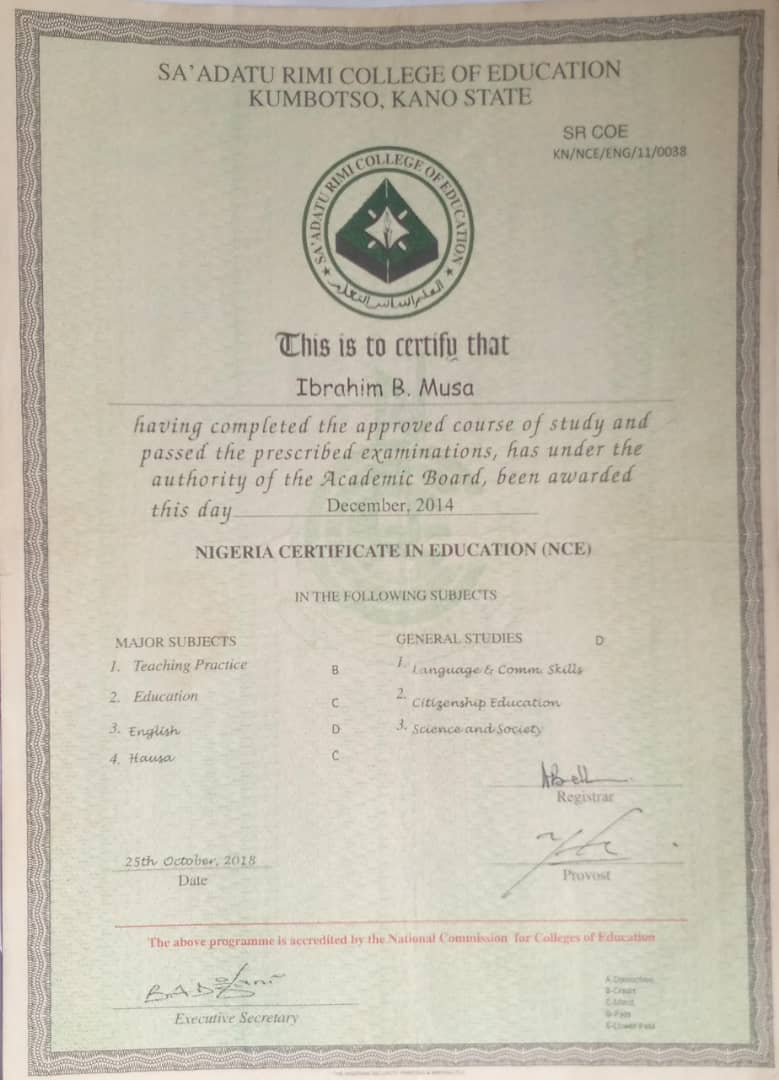 SA'ADATU RIMI COLLEGE OF EDUCATION
KUMBOTSO, KANO STATE
SR COE
KN/NCE/ENG/11/0038
SA'ADATU RIMI COLLEGE OF EDUCATION
This is to certify that
Ibrahim B. Musa
having completed the approved course of study and
passed the prescribed examinations, has under the
authority of the Academic Board, been awarded
this day December, 2014
NIGERIA CERTIFICATE IN EDUCATION (NCE)
IN THE FOLLOWING SUBJECTS
MAJOR SUBJECTS
1. Teaching Practice B
2. Education C
3. English D
4. Hausa C
GENERAL STUDIES D
1. Language & Comm. Skills
2. Citizenship Education
3. Science and Society
Registrar
25th October, 2018
Date
Provost
The above programme is accredited by the National Commission for Colleges of Education
Executive Secretary
A-Distinction
B-Credit
C-Merit
D-Pass
E-Lower Pass